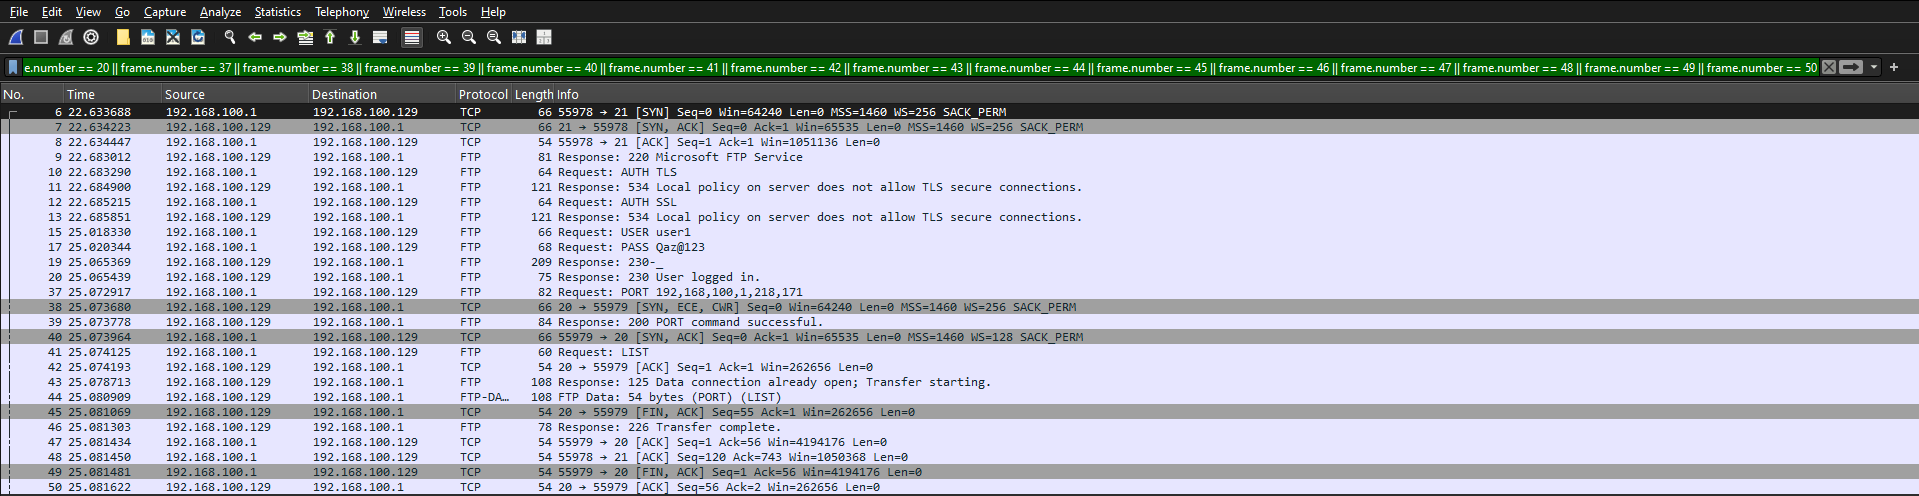 File Edit View Go Capture Analyze Statistics Telephony Wireless Tools Help
e.number == 20 || frame.number == 37 || frame.number == 38 || frame.number == 39 || frame.number == 40 || frame.number == 41 || frame.number == 42 || frame.number == 43 || frame.number == 44 || frame.number == 45 || frame.number == 46 || frame.number == 47 || frame.number == 48 || frame.number == 49 || frame.number == 50
No. Time Source Destination Protocol Length Info
6 22.633688 192.168.100.1 192.168.100.129 TCP 66 55978 → 21 [SYN] Seq=0 Win=64240 Len=0 MSS=1460 WS=256 SACK_PERM
7 22.634223 192.168.100.129 192.168.100.1 TCP 66 21 → 55978 [SYN, ACK] Seq=0 Ack=1 Win=65535 Len=0 MSS=1460 WS=256 SACK_PERM
8 22.634447 192.168.100.1 192.168.100.129 TCP 54 55978 → 21 [ACK] Seq=1 Ack=1 Win=1051136 Len=0
9 22.683012 192.168.100.129 192.168.100.1 FTP 81 Response: 220 Microsoft FTP Service
10 22.683290 192.168.100.1 192.168.100.129 FTP 64 Request: AUTH TLS
11 22.684900 192.168.100.129 192.168.100.1 FTP 121 Response: 534 Local policy on server does not allow TLS secure connections.
12 22.685215 192.168.100.1 192.168.100.129 FTP 64 Request: AUTH SSL
13 22.685851 192.168.100.129 192.168.100.1 FTP 121 Response: 534 Local policy on server does not allow TLS secure connections.
15 25.018330 192.168.100.1 192.168.100.129 FTP 66 Request: USER user1
17 25.020344 192.168.100.1 192.168.100.129 FTP 68 Request: PASS Qaz@123
19 25.065369 192.168.100.129 192.168.100.1 FTP 209 Response: 230-_
20 25.065439 192.168.100.129 192.168.100.1 FTP 75 Response: 230 User logged in.
37 25.072917 192.168.100.1 192.168.100.129 FTP 82 Request: PORT 192,168,100,1,218,171
38 25.073680 192.168.100.129 192.168.100.1 TCP 66 20 → 55979 [SYN, ECE, CWR] Seq=0 Win=64240 Len=0 MSS=1460 WS=256 SACK_PERM
39 25.073778 192.168.100.129 192.168.100.1 FTP 84 Response: 200 PORT command successful.
40 25.073964 192.168.100.1 192.168.100.129 TCP 66 55979 → 20 [SYN, ACK] Seq=0 Ack=1 Win=65535 Len=0 MSS=1460 WS=128 SACK_PERM
41 25.074125 192.168.100.1 192.168.100.129 FTP 60 Request: LIST
42 25.074193 192.168.100.129 192.168.100.1 TCP 54 20 → 55979 [ACK] Seq=1 Ack=1 Win=262656 Len=0
43 25.078713 192.168.100.129 192.168.100.1 FTP 108 Response: 125 Data connection already open; Transfer starting.
44 25.080909 192.168.100.129 192.168.100.1 FTP-DA… 108 FTP Data: 54 bytes (PORT) (LIST)
45 25.081069 192.168.100.129 192.168.100.1 TCP 54 20 → 55979 [FIN, ACK] Seq=55 Ack=1 Win=262656 Len=0
46 25.081303 192.168.100.129 192.168.100.1 FTP 78 Response: 226 Transfer complete.
47 25.081434 192.168.100.1 192.168.100.129 TCP 54 55979 → 20 [ACK] Seq=1 Ack=56 Win=4194176 Len=0
48 25.081450 192.168.100.1 192.168.100.129 TCP 54 55978 → 21 [ACK] Seq=120 Ack=743 Win=1050368 Len=0
49 25.081481 192.168.100.1 192.168.100.129 TCP 54 55979 → 20 [FIN, ACK] Seq=1 Ack=56 Win=4194176 Len=0
50 25.081622 192.168.100.129 192.168.100.1 TCP 54 20 → 55979 [ACK] Seq=56 Ack=2 Win=262656 Len=0